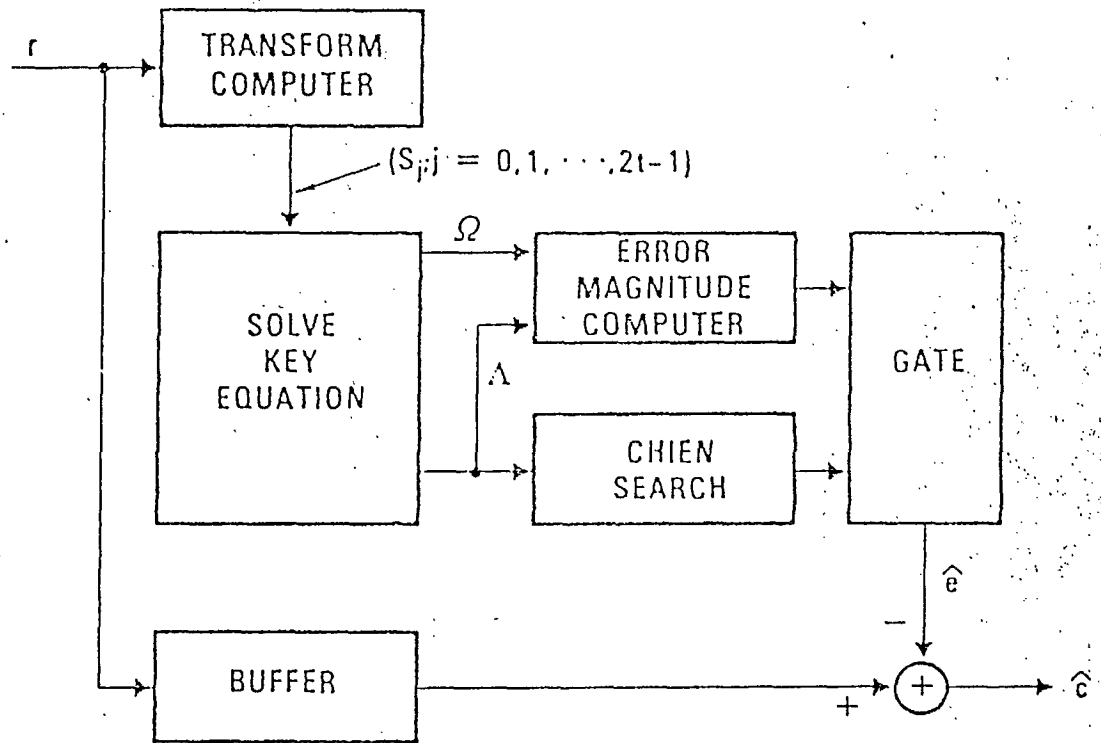 r
TRANSFORM
COMPUTER
(S_j; j = 0, 1, · · ·, 2t-1)
Ω
SOLVE
KEY
EQUATION
ERROR
MAGNITUDE
COMPUTER
Λ
GATE
CHIEN
SEARCH
ê
−
BUFFER
+
+
ĉ